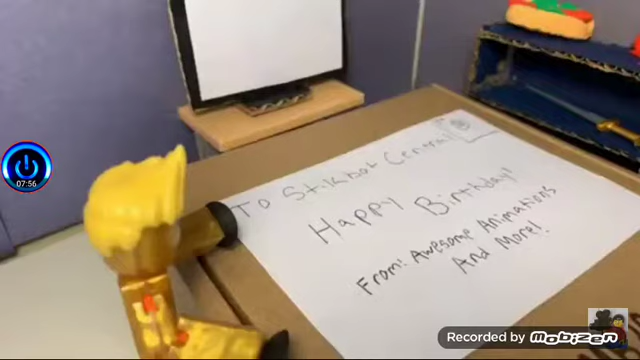 To Stikbot Central!
Happy Birthday!
From: Awesome Animations
And More!
07:56
Recorded by mobizen